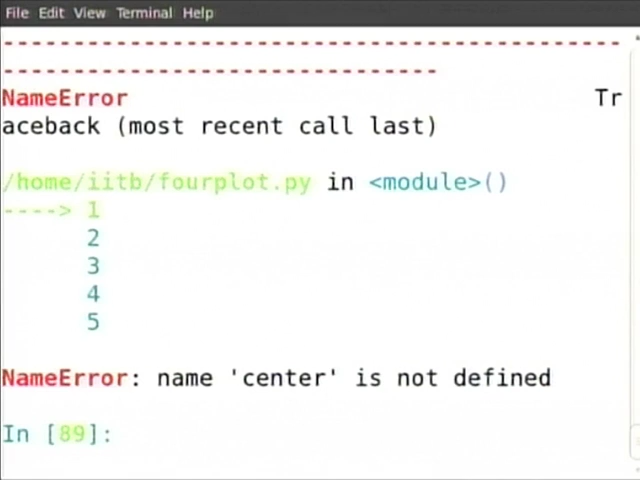 File Edit View Terminal Help
--------------------------------------------
-------------------------------
NameError Tr
aceback (most recent call last)
/home/iitb/fourplot.py in <module>()
----> 1
2
3
4
5
NameError: name 'center' is not defined
In [89]: